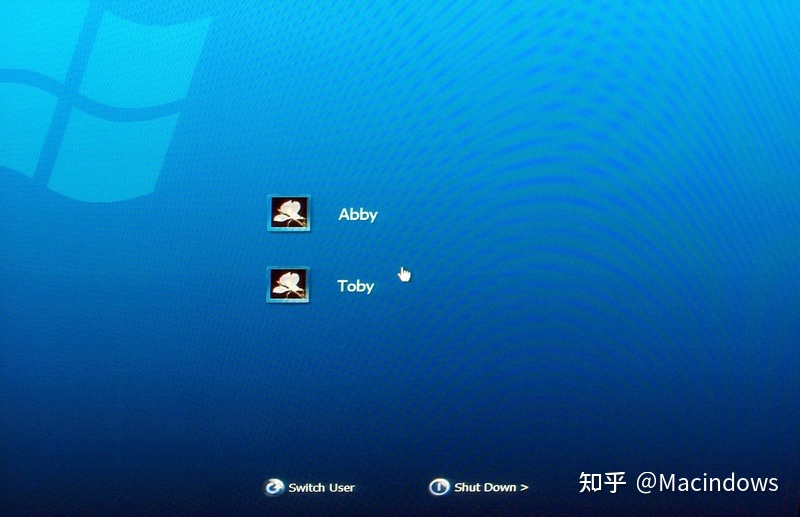 Abby
Toby
Switch User
Shut Down >
知乎 @Macindows